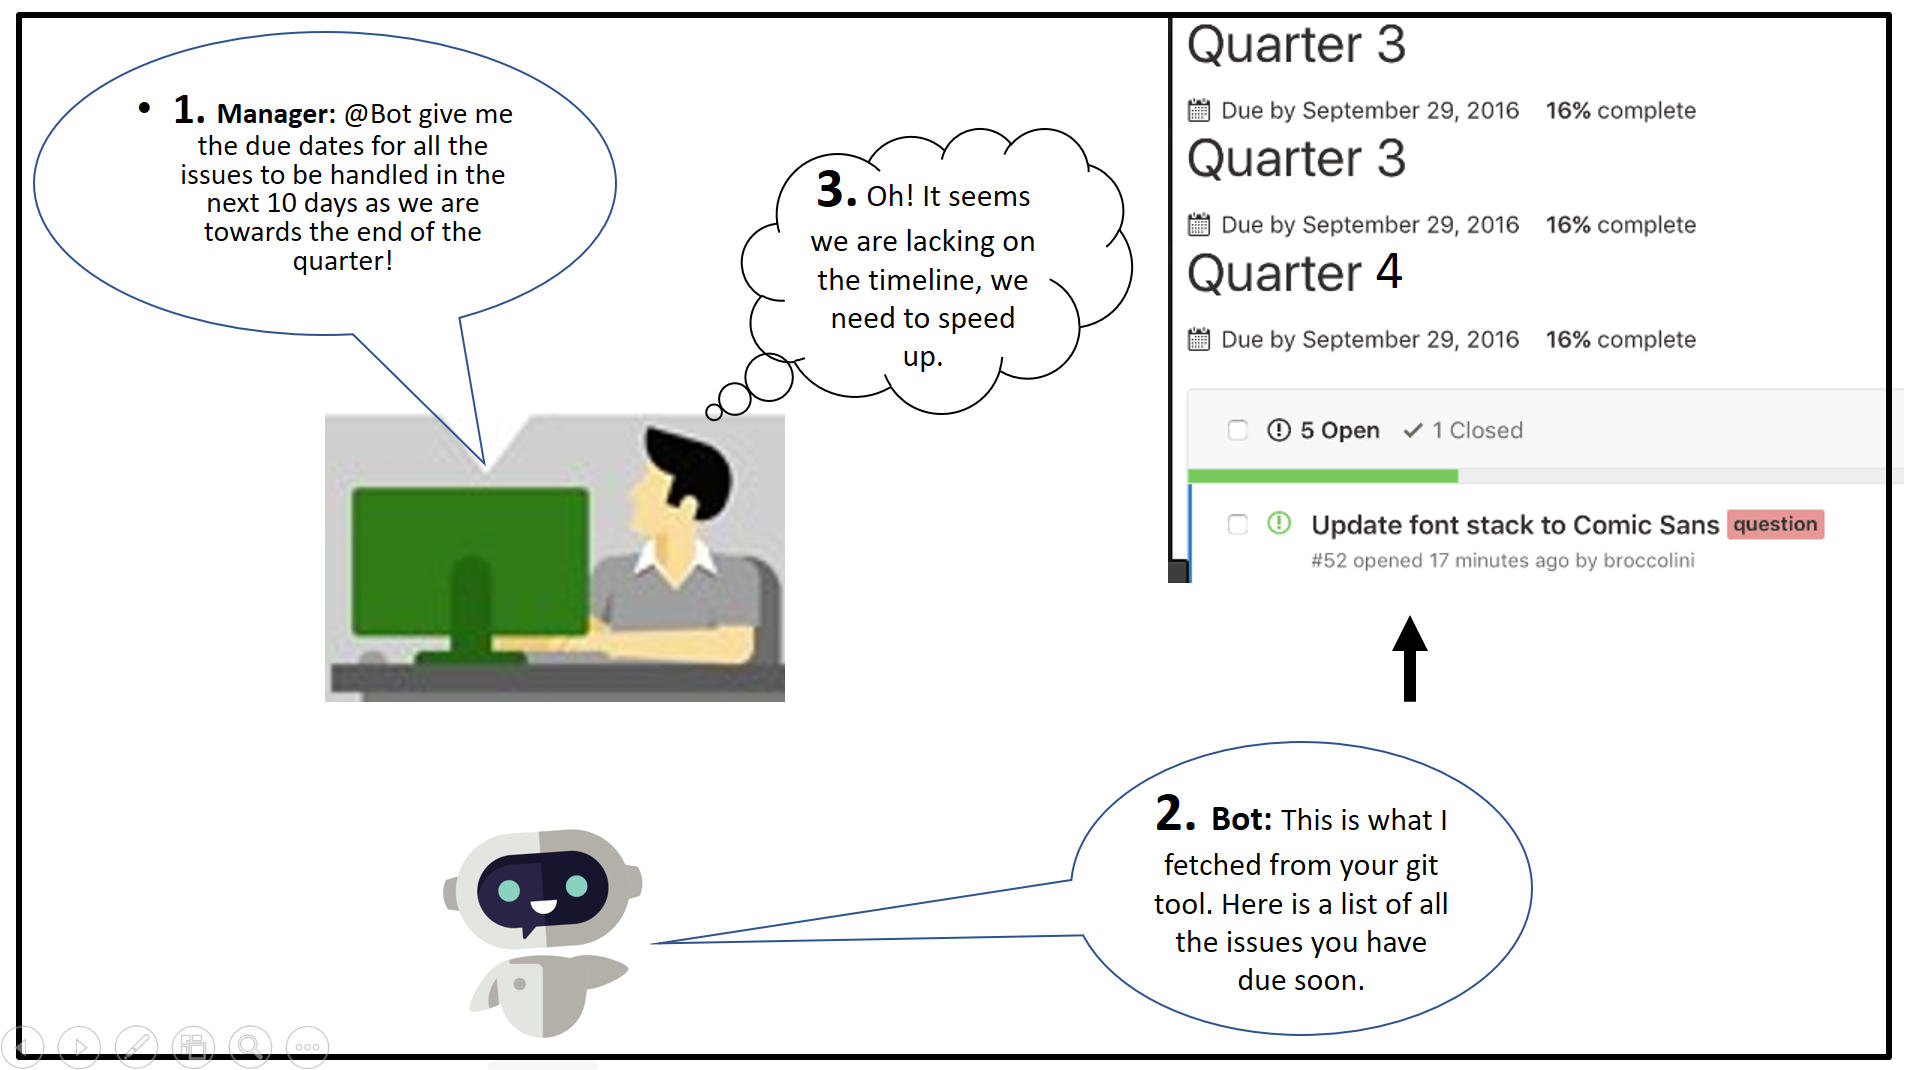 • 1. Manager: @Bot give me
the due dates for all the
issues to be handled in the
next 10 days as we are
towards the end of the
quarter!
3. Oh! It seems
we are lacking on
the timeline, we
need to speed
up.
Quarter 3
Due by September 29, 2016 16% complete
Quarter 3
Due by September 29, 2016 16% complete
Quarter 4
Due by September 29, 2016 16% complete
5 Open 1 Closed
Update font stack to Comic Sans question
#52 opened 17 minutes ago by broccolini
2. Bot: This is what I
fetched from your git
tool. Here is a list of all
the issues you have
due soon.